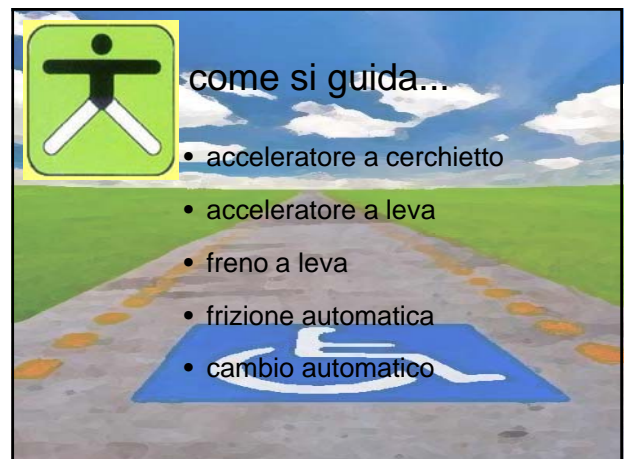 come si guida...
• acceleratore a cerchietto
• acceleratore a leva
• freno a leva
• frizione automatica
• cambio automatico